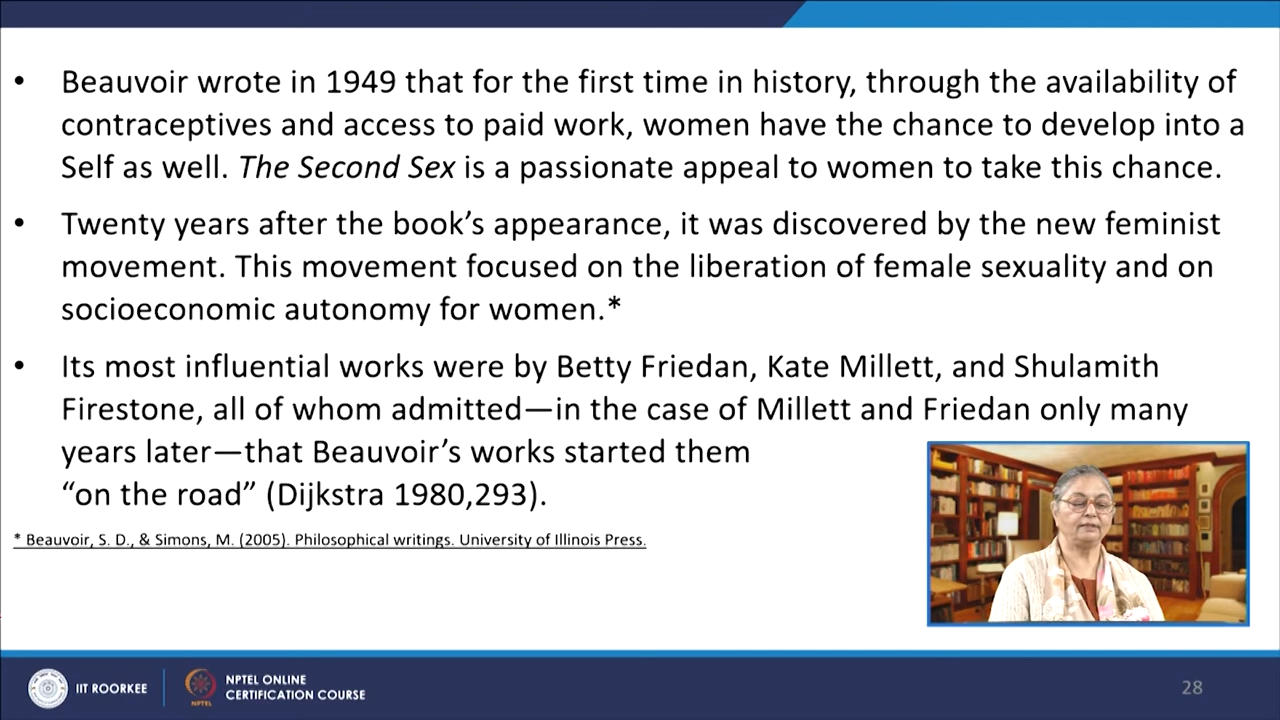 • Beauvoir wrote in 1949 that for the first time in history, through the availability of
contraceptives and access to paid work, women have the chance to develop into a
Self as well. The Second Sex is a passionate appeal to women to take this chance.
• Twenty years after the book’s appearance, it was discovered by the new feminist
movement. This movement focused on the liberation of female sexuality and on
socioeconomic autonomy for women.*
• Its most influential works were by Betty Friedan, Kate Millett, and Shulamith
Firestone, all of whom admitted—in the case of Millett and Friedan only many
years later—that Beauvoir’s works started them
“on the road” (Dijkstra 1980,293).
* Beauvoir, S. D., & Simons, M. (2005). Philosophical writings. University of Illinois Press.
IIT ROORKEE
NPTEL
NPTEL ONLINE
CERTIFICATION COURSE
28